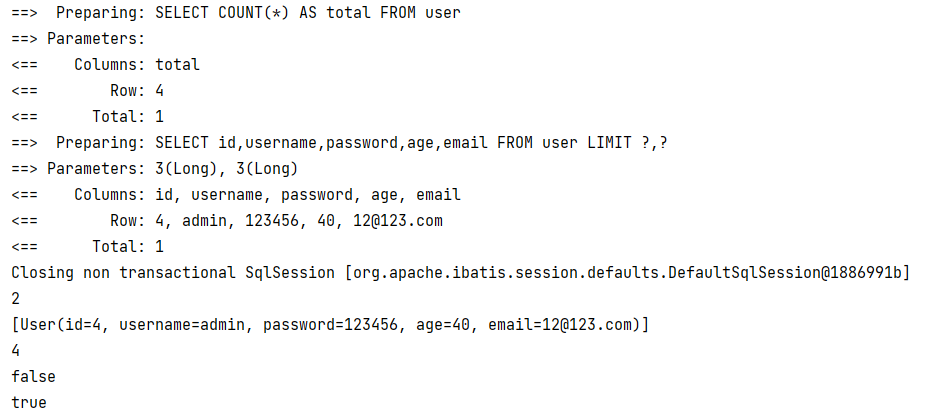 ==>  Preparing: SELECT COUNT(*) AS total FROM user
==> Parameters:
<==    Columns: total
<==        Row: 4
<==      Total: 1
==>  Preparing: SELECT id,username,password,age,email FROM user LIMIT ?,?
==> Parameters: 3(Long), 3(Long)
<==    Columns: id, username, password, age, email
<==        Row: 4, admin, 123456, 40, 12@123.com
<==      Total: 1
Closing non transactional SqlSession [org.apache.ibatis.session.defaults.DefaultSqlSession@1886991b]
2
[User(id=4, username=admin, password=123456, age=40, email=12@123.com)]
4
false
true